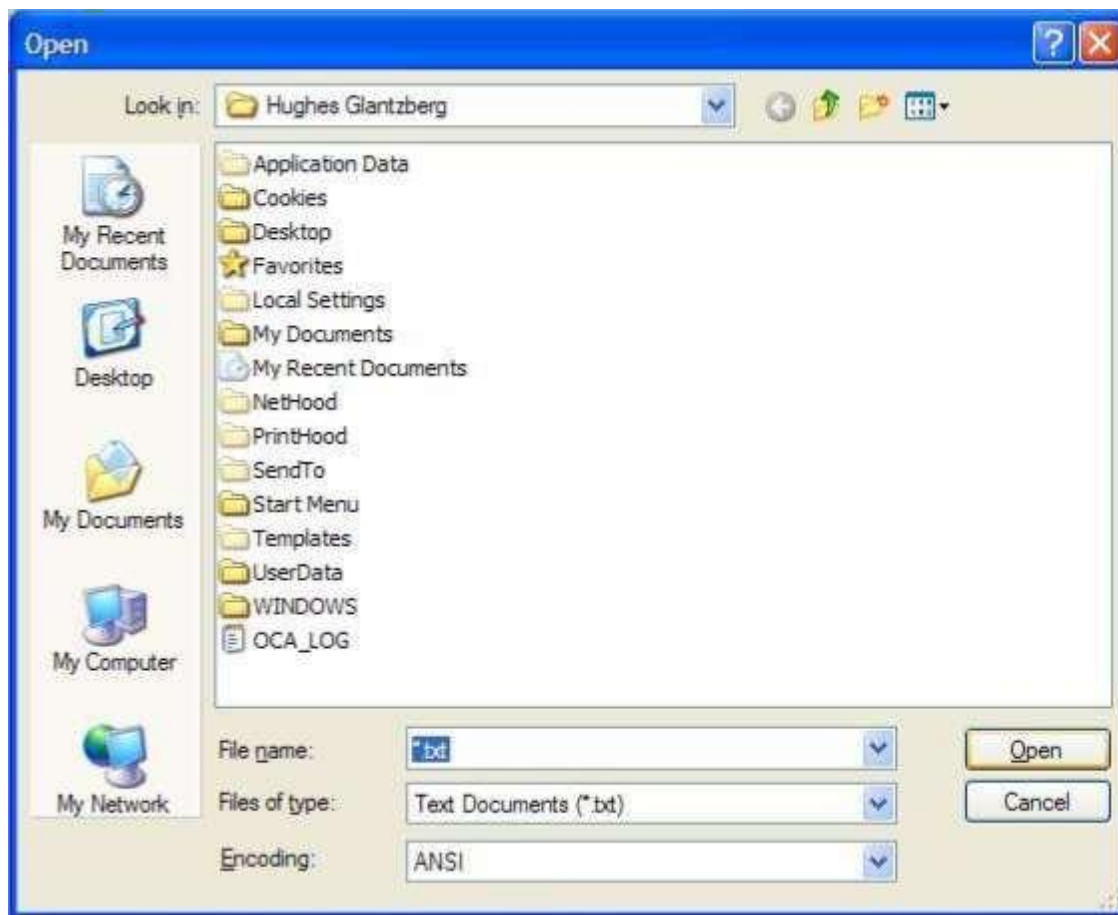 Open
Look in:
Hughes Glantzberg
My Recent
Documents
Desktop
My Documents
My Computer
My Network
Application Data
Cookies
Desktop
Favorites
Local Settings
My Documents
My Recent Documents
NetHood
PrintHood
SendTo
Start Menu
Templates
UserData
WINDOWS
OCA_LOG
File name:
*.txt
Open
Files of type:
Text Documents (*.txt)
Cancel
Encoding:
ANSI